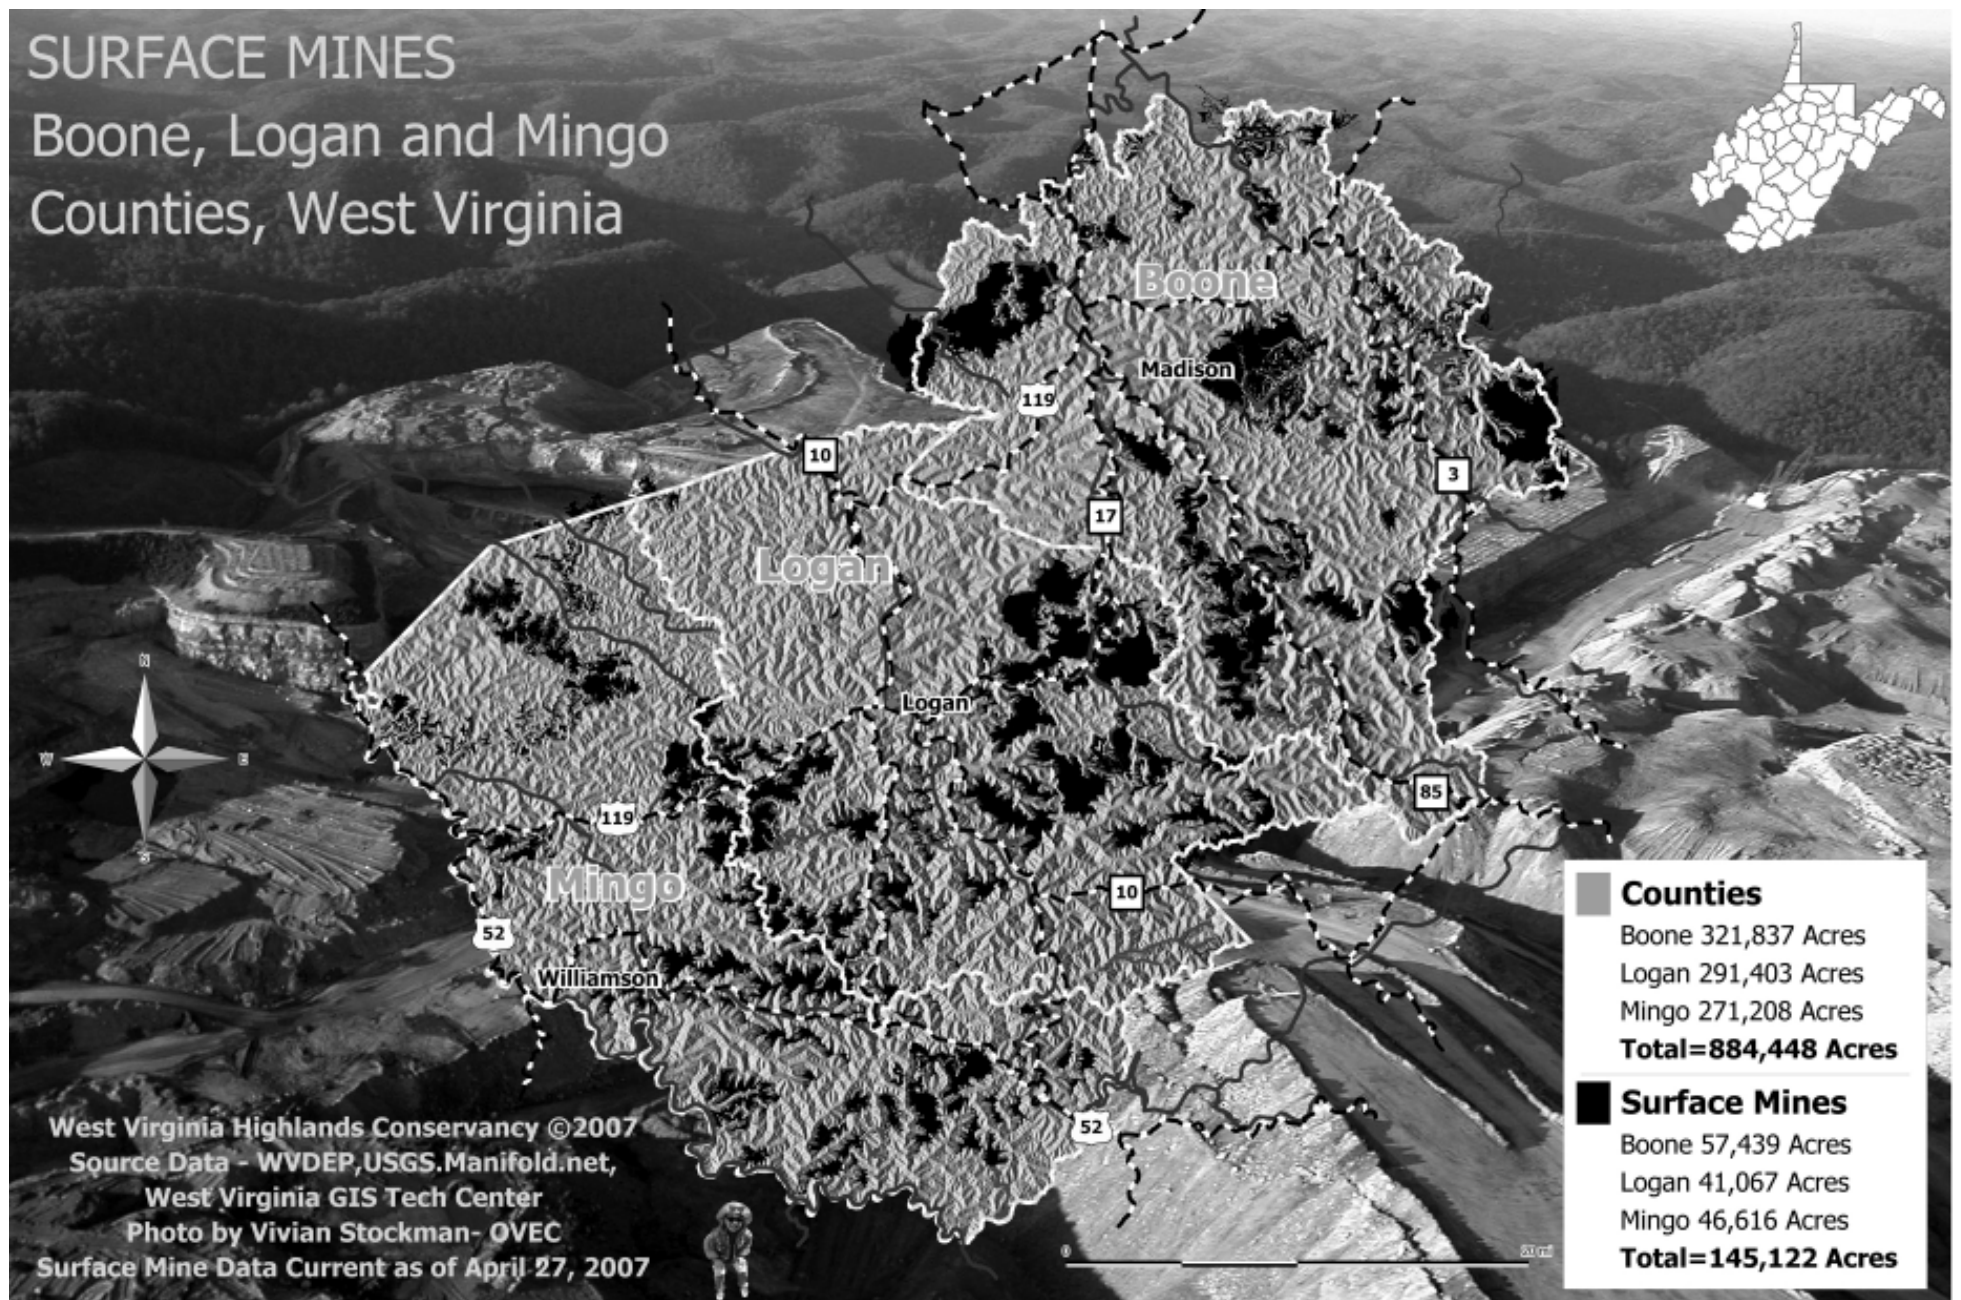 SURFACE MINES
Boone, Logan and Mingo
Counties, West Virginia
Boone
Madison
119
10
3
17
Logan
N
W
E
S
Logan
119
85
Mingo
10
52
Williamson
52
Counties
Boone 321,837 Acres
Logan 291,403 Acres
Mingo 271,208 Acres
Total=884,448 Acres
Surface Mines
Boone 57,439 Acres
Logan 41,067 Acres
Mingo 46,616 Acres
Total=145,122 Acres
West Virginia Highlands Conservancy ©2007
Source Data - WVDEP,USGS.Manifold.net,
West Virginia GIS Tech Center
Photo by Vivian Stockman- OVEC
Surface Mine Data Current as of April 27, 2007
0
20 mi